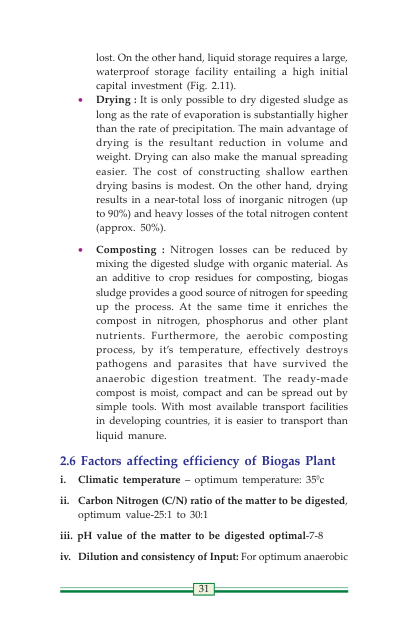 lost. On the other hand, liquid storage requires a large,
waterproof storage facility entailing a high initial
capital investment (Fig. 2.11).
• Drying : It is only possible to dry digested sludge as
long as the rate of evaporation is substantially higher
than the rate of precipitation. The main advantage of
drying is the resultant reduction in volume and
weight. Drying can also make the manual spreading
easier. The cost of constructing shallow earthen
drying basins is modest. On the other hand, drying
results in a near-total loss of inorganic nitrogen (up
to 90%) and heavy losses of the total nitrogen content
(approx. 50%).
• Composting : Nitrogen losses can be reduced by
mixing the digested sludge with organic material. As
an additive to crop residues for composting, biogas
sludge provides a good source of nitrogen for speeding
up the process. At the same time it enriches the
compost in nitrogen, phosphorus and other plant
nutrients. Furthermore, the aerobic composting
process, by it's temperature, effectively destroys
pathogens and parasites that have survived the
anaerobic digestion treatment. The ready-made
compost is moist, compact and can be spread out by
simple tools. With most available transport facilities
in developing countries, it is easier to transport than
liquid manure.
2.6 Factors affecting efficiency of Biogas Plant
i. Climatic temperature – optimum temperature: 35⁰c
ii. Carbon Nitrogen (C/N) ratio of the matter to be digested,
optimum value-25:1 to 30:1
iii. pH value of the matter to be digested optimal-7-8
iv. Dilution and consistency of Input: For optimum anaerobic
31